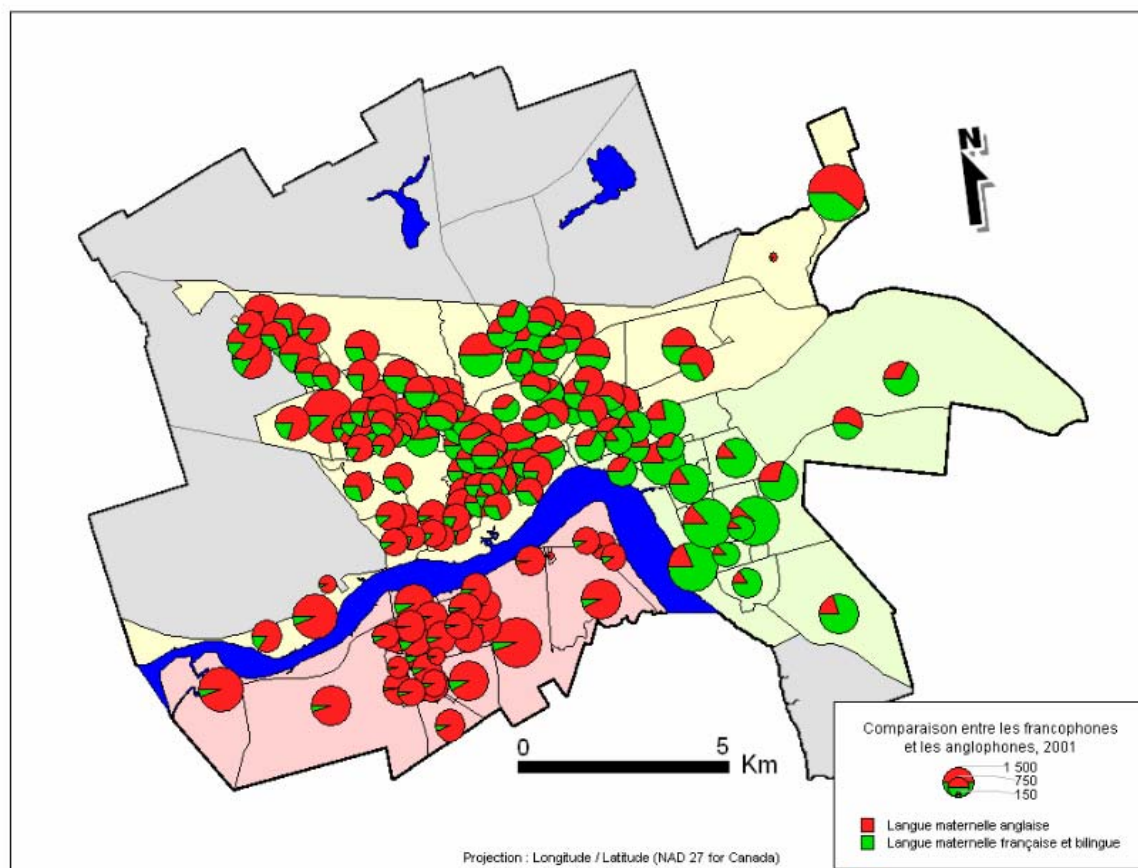 N
0 5
Km
Comparaison entre les francophones
et les anglophones, 2001
1 500
750
150
Langue maternelle anglaise
Langue maternelle française et bilingue
Projection : Longitude / Latitude (NAD 27 for Canada)